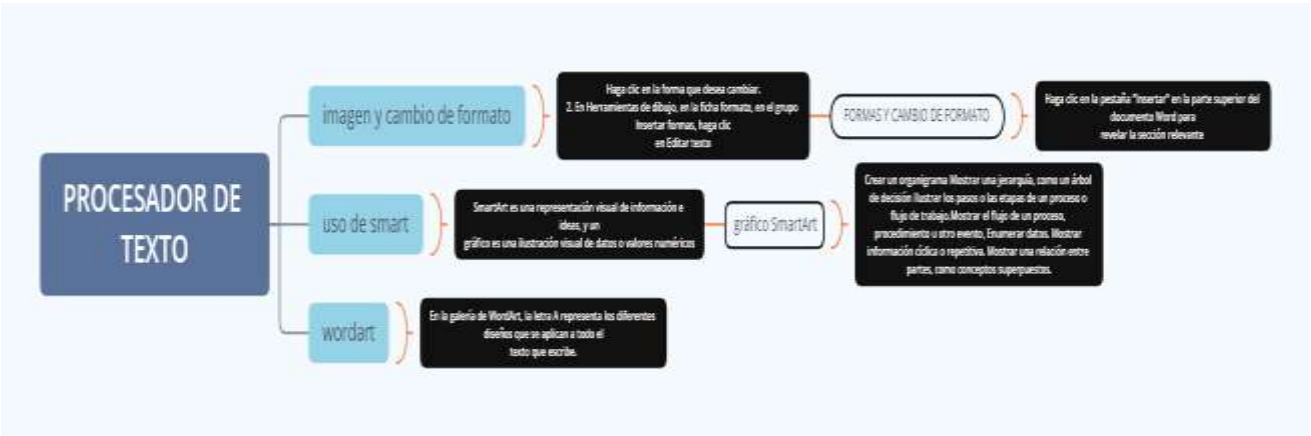 PROCESADOR DE
TEXTO
imagen y cambio de formato
Haga clic en la forma que desea cambiar.
2. En Herramientas de dibujo, en la ficha formato, en el grupo
Insertar formas, haga clic
en Editar texto
FORMAS Y CAMBIO DE FORMATO
Haga clic en la pestaña "Insertar" en la parte superior del
documento Word para
revelar la sección relevante
uso de smart
SmartArt es una representación visual de información e
ideas, y un
gráfico es una ilustración visual de datos o valores numéricos
gráfico SmartArt
Crear un organigrama Mostrar una jerarquía, como un árbol
de decisión Ilustrar los pasos o las etapas de un proceso o
flujo de trabajo.Mostrar el flujo de un proceso,
procedimiento u otro evento, Enumerar datos. Mostrar
información cíclica o repetitiva. Mostrar una relación entre
partes, como conceptos superpuestos.
wordart
En la galería de WordArt, la letra A representa los diferentes
diseños que se aplican a todo el
texto que escribe.